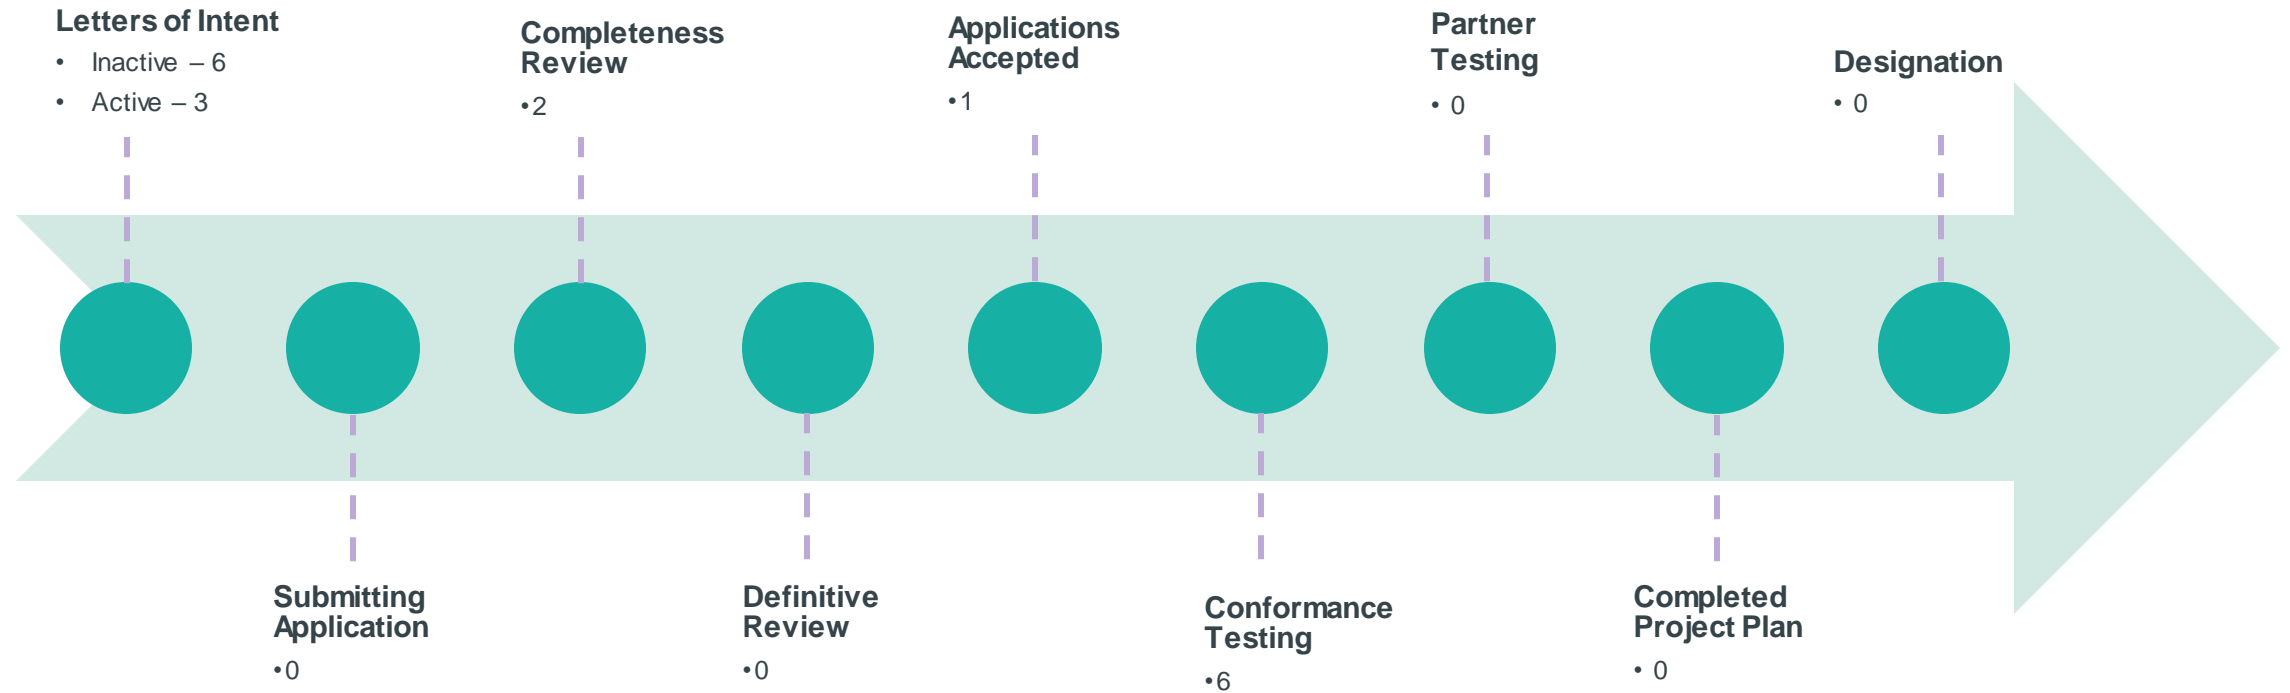 Letters of Intent
• Inactive – 6
• Active – 3
Completeness
Review
•2
Applications
Accepted
•1
Partner
Testing
• 0
Designation
• 0
Submitting
Application
•0
Definitive
Review
•0
Conformance
Testing
•6
Completed
Project Plan
• 0